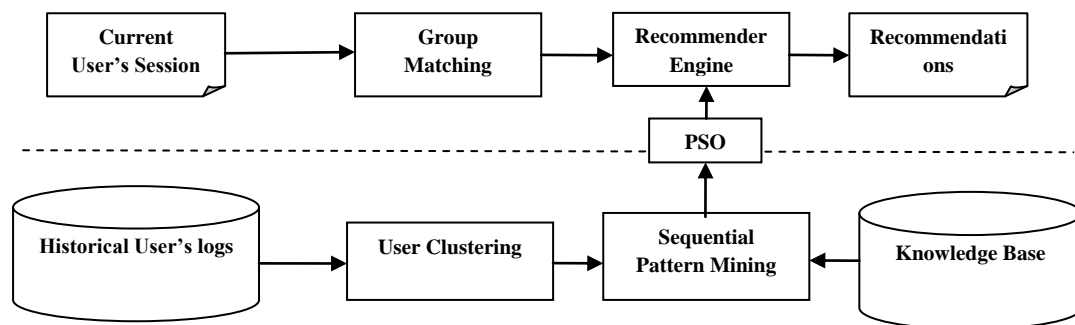 Current
User's Session
Group
Matching
Recommender
Engine
Recommendati
ons
PSO
Historical User's logs
User Clustering
Sequential
Pattern Mining
Knowledge Base